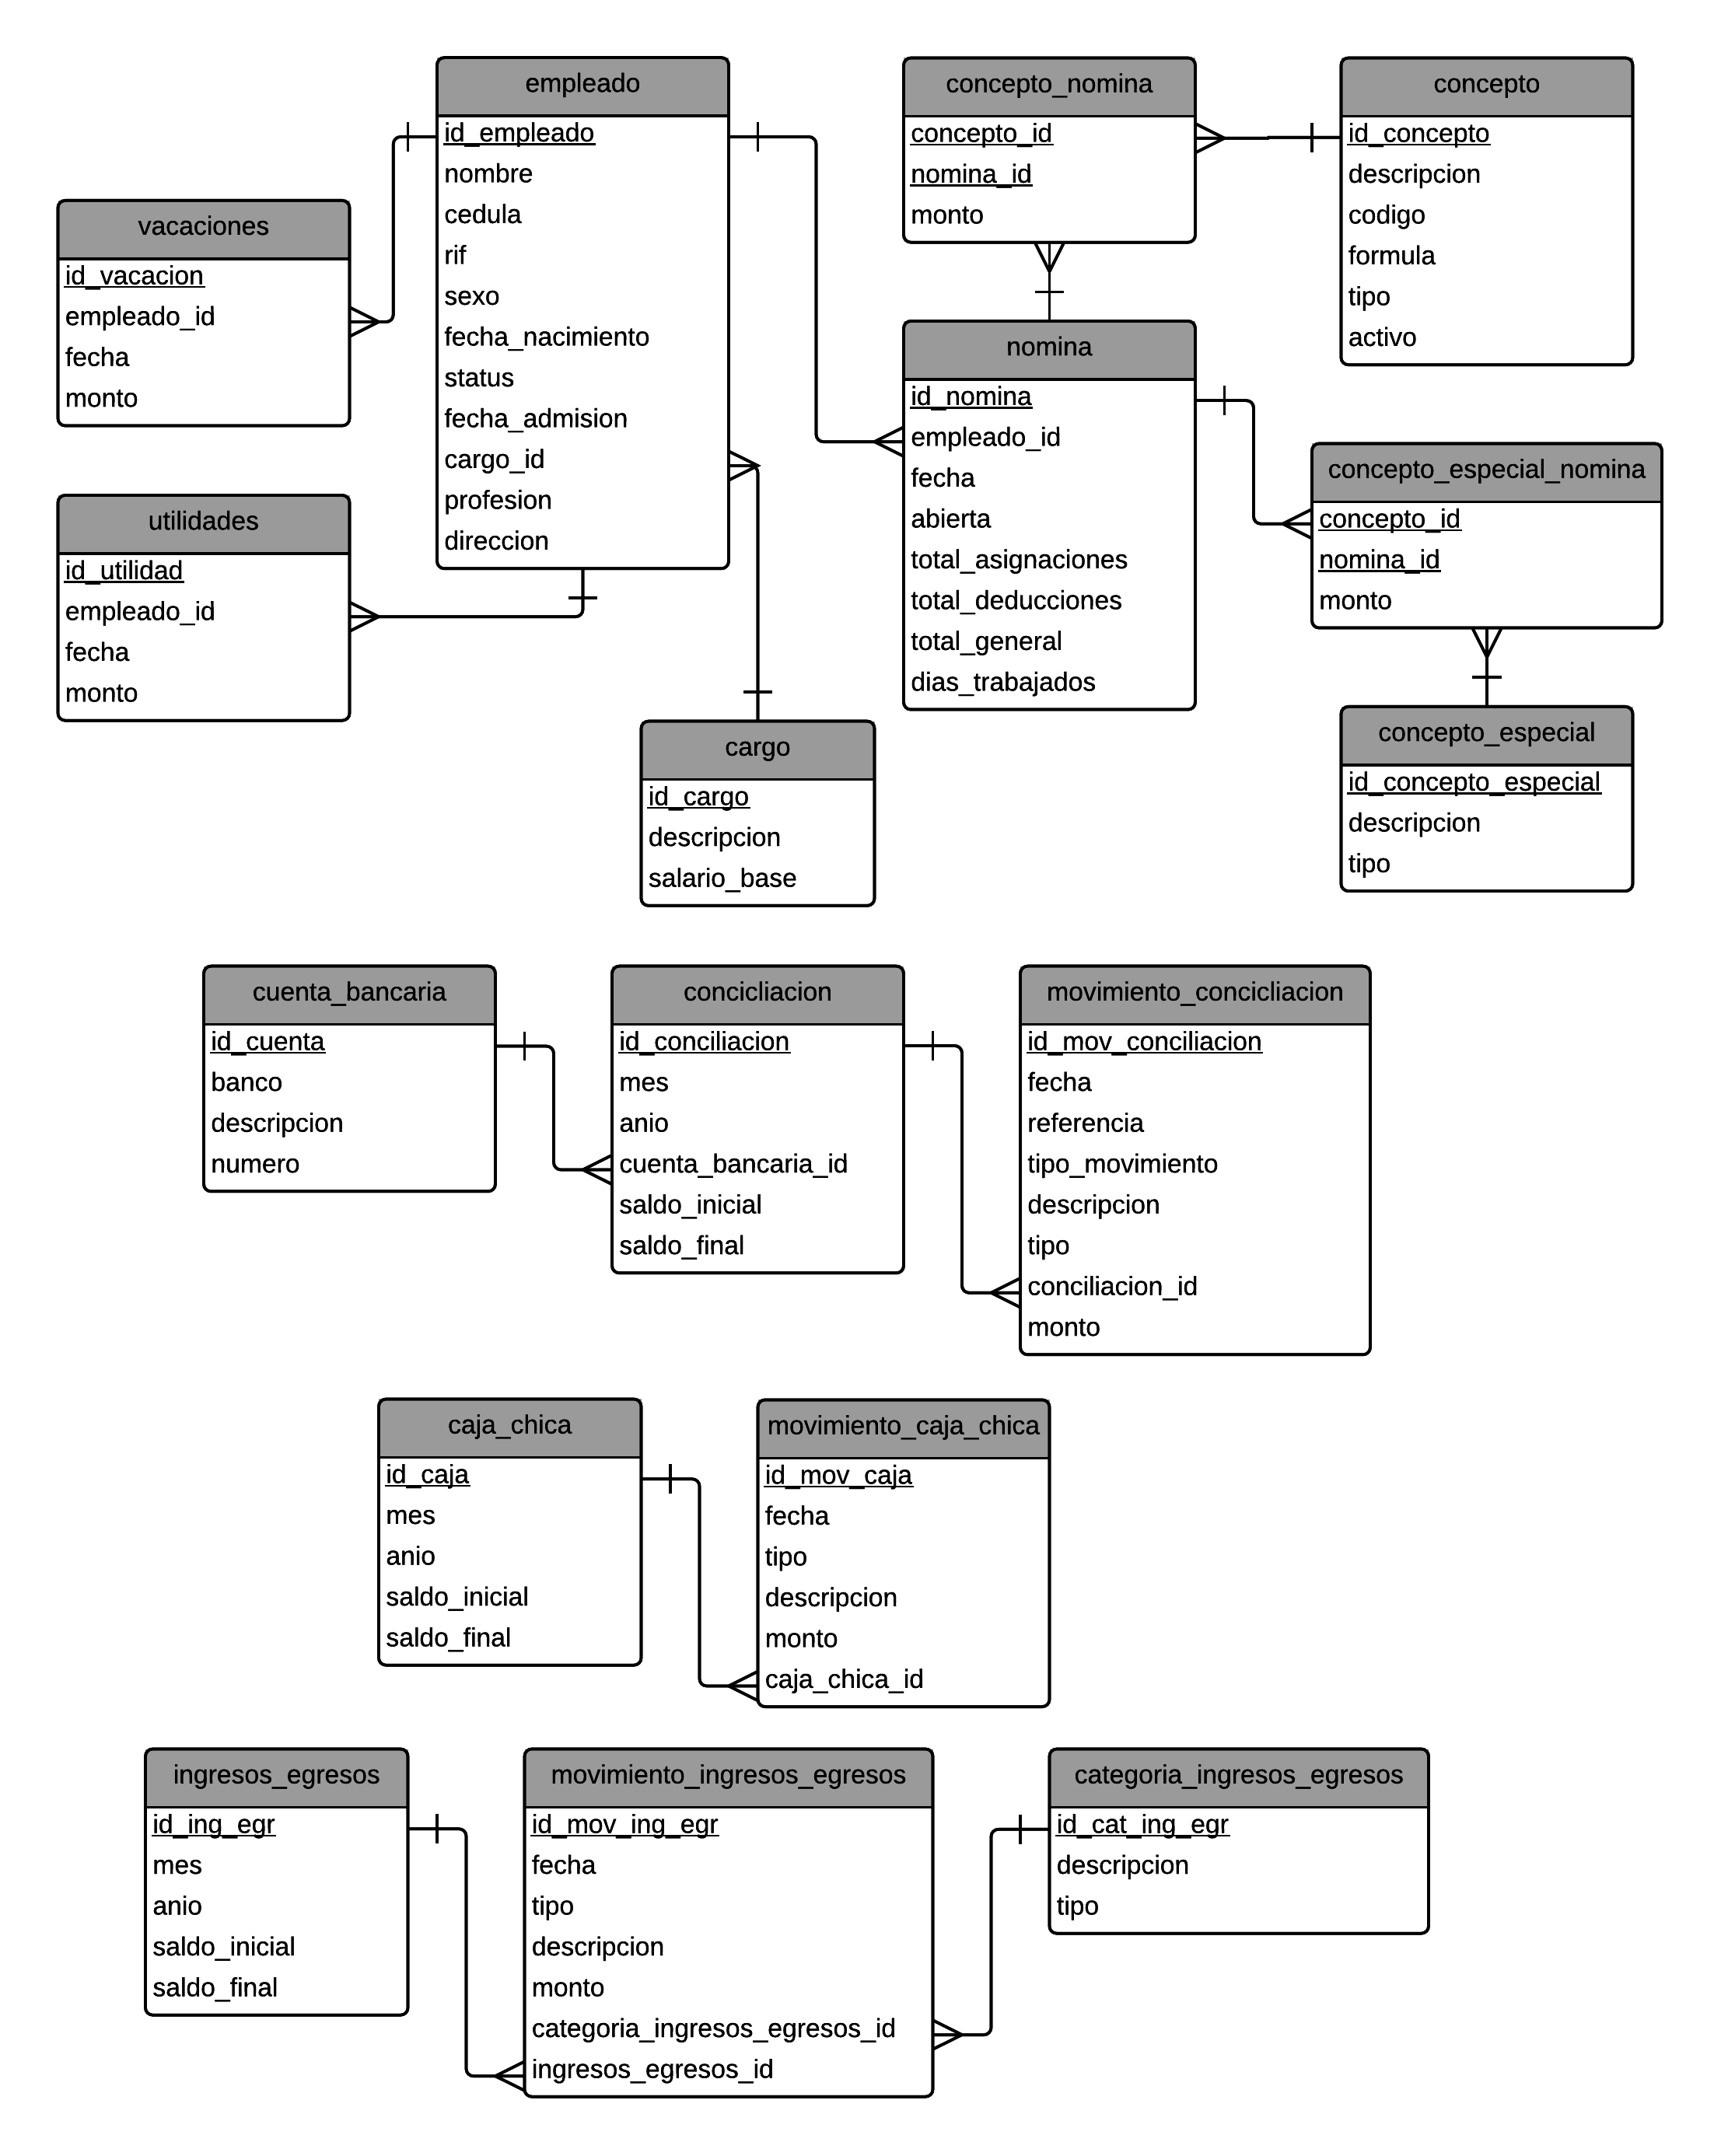 empleado
id_empleado
nombre
cedula
rif
sexo
fecha_nacimiento
status
fecha_admision
cargo_id
profesion
direccion
concepto_nomina
concepto_id
nomina_id
monto
concepto
id_concepto
descripcion
codigo
formula
tipo
activo
vacaciones
id_vacacion
empleado_id
fecha
monto
nomina
id_nomina
empleado_id
fecha
abierta
total_asignaciones
total_deducciones
total_general
dias_trabajados
concepto_especial_nomina
concepto_id
nomina_id
monto
utilidades
id_utilidad
empleado_id
fecha
monto
cargo
id_cargo
descripcion
salario_base
concepto_especial
id_concepto_especial
descripcion
tipo
cuenta_bancaria
id_cuenta
banco
descripcion
numero
concicliacion
id_conciliacion
mes
anio
cuenta_bancaria_id
saldo_inicial
saldo_final
movimiento_concicliacion
id_mov_conciliacion
fecha
referencia
tipo_movimiento
descripcion
tipo
conciliacion_id
monto
caja_chica
id_caja
mes
anio
saldo_inicial
saldo_final
movimiento_caja_chica
id_mov_caja
fecha
tipo
descripcion
monto
caja_chica_id
ingresos_egresos
id_ing_egr
mes
anio
saldo_inicial
saldo_final
movimiento_ingresos_egresos
id_mov_ing_egr
fecha
tipo
descripcion
monto
categoria_ingresos_egresos_id
ingresos_egresos_id
categoria_ingresos_egresos
id_cat_ing_egr
descripcion
tipo